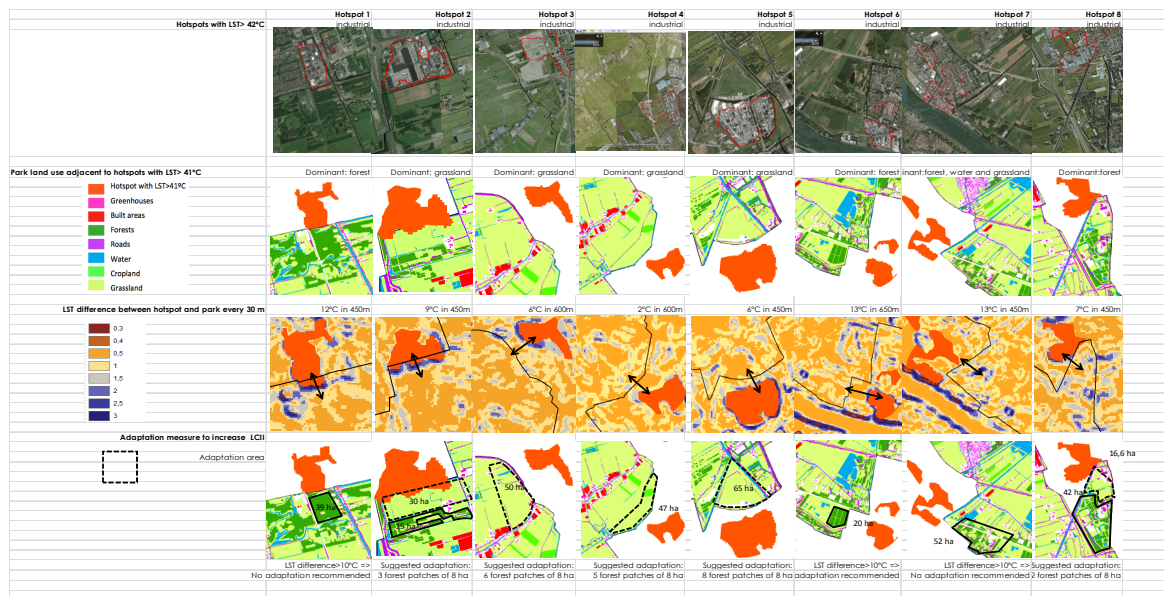 Hotspot 1 Hotspot 2 Hotspot 3 Hotspot 4 Hotspot 5 Hotspot 6 Hotspot 7 Hotspot 8
Hotspots with LST> 42ºC industrial industrial industrial industrial industrial industrial industrial industrial
Park land use adjacent to hotspots with LST> 41°C Dominant: forest Dominant: grassland Dominant: grassland Dominant: grassland Dominant: grassland Dominant: forest nant:forest, water and grassland Dominant:forest
Hotspot with LST>41ºC
Greenhouses
Built areas
Forests
Roads
Water
Cropland
Grassland
LST difference between hotspot and park every 30 m 12°C in 450m 9°C in 450m 6°C in 600m 2°C in 600m 6°C in 450m 13°C in 650m 13°C in 450m 7°C in 450m
0,3
0,4
0,5
1
1,5
2
2,5
3
Adaptation measure to increase LCII
Adaptation area
39 ha
30 ha
15 ha
50 ha
47 ha
65 ha
20 ha
52 ha
42 ha
16,6 ha
LST difference>10°C => Suggested adaptation: Suggested adaptation: Suggested adaptation: Suggested adaptation: LST difference>10°C => LST difference>10°C => Suggested adaptation:
No adaptation recommended 3 forest patches of 8 ha 6 forest patches of 8 ha 5 forest patches of 8 ha 8 forest patches of 8 ha adaptation recommended No adaptation recommended 2 forest patches of 8 ha